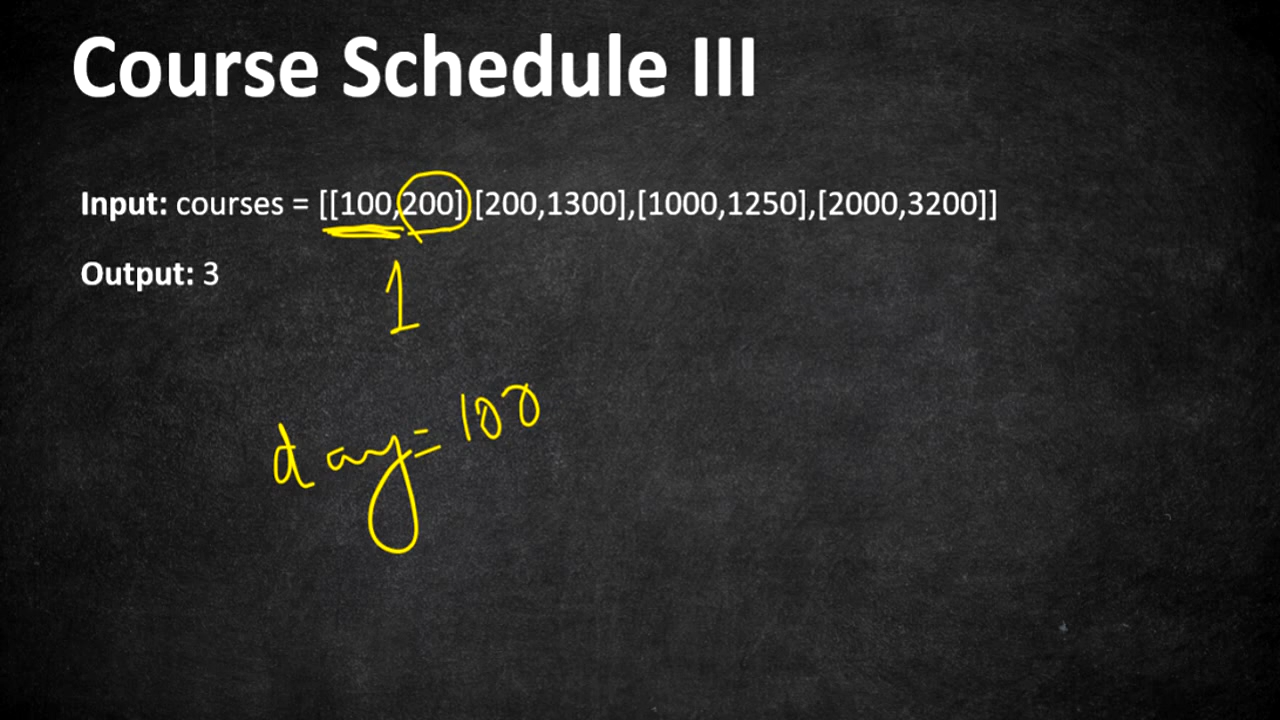 Course Schedule III
Input: courses = [[100,200] [200,1300],[1000,1250],[2000,3200]]
Output: 3
1
day=100